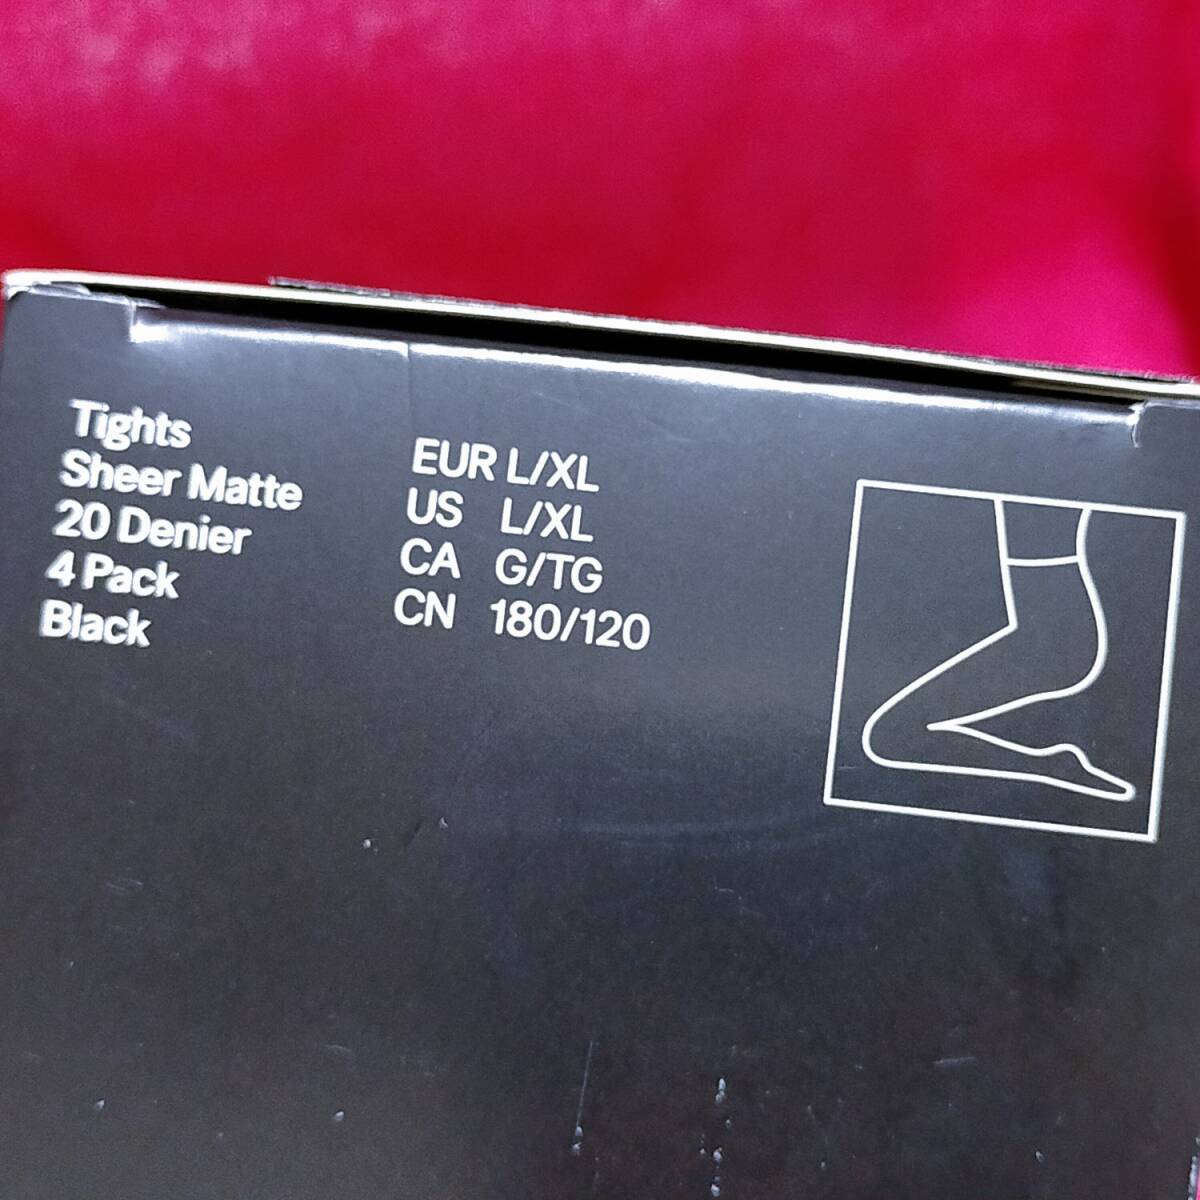 Tights
Sheer Matte
20 Denier
4 Pack
Black
EUR L/XL
US L/XL
CA G/TG
CN 180/120